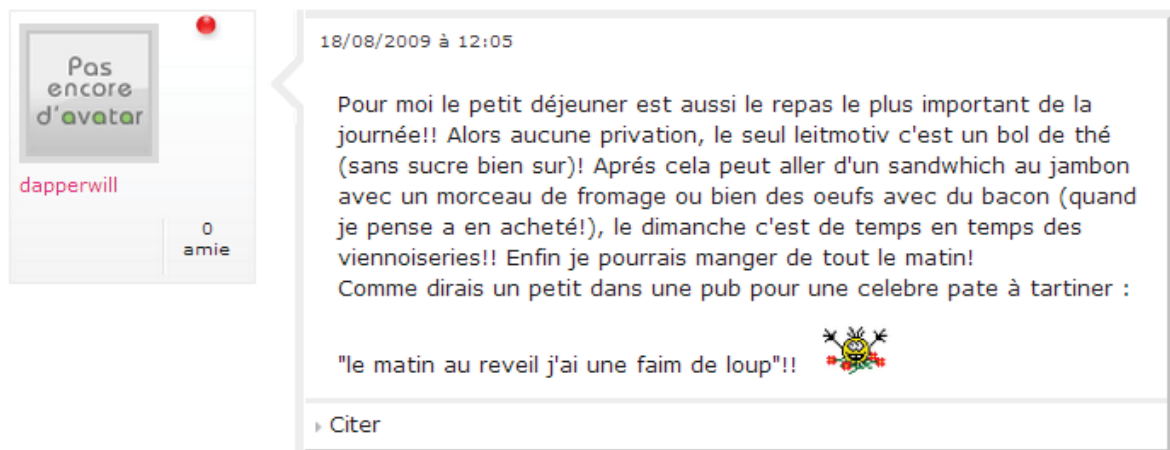 Pas
encore
d'avatar
dapperwill
0
amie
18/08/2009 à 12:05
Pour moi le petit déjeuner est aussi le repas le plus important de la
journée!! Alors aucune privation, le seul leitmotiv c'est un bol de thé
(sans sucre bien sur)! Aprés cela peut aller d'un sandwhich au jambon
avec un morceau de fromage ou bien des oeufs avec du bacon (quand
je pense a en acheté!), le dimanche c'est de temps en temps des
viennoiseries!! Enfin je pourrais manger de tout le matin!
Comme dirais un petit dans une pub pour une celebre pate à tartiner :
"le matin au reveil j'ai une faim de loup"!!
Citer